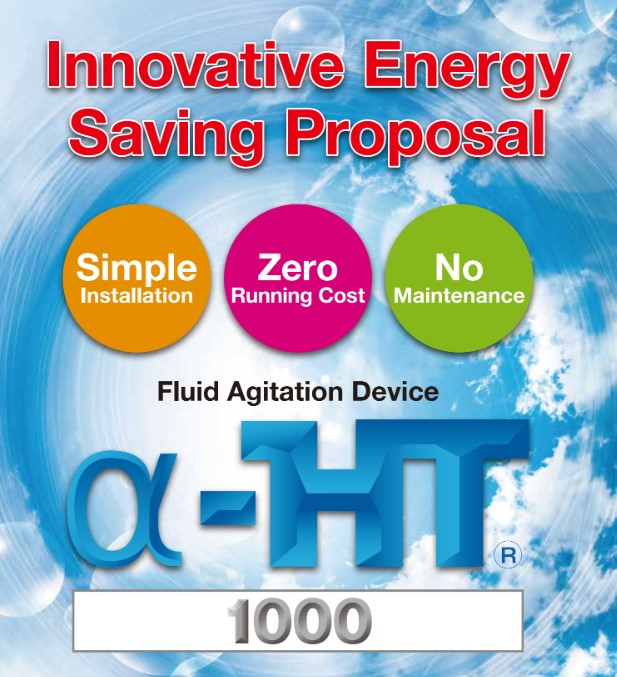 Innovative Energy
Saving Proposal
Simple
Installation
Zero
Running Cost
No
Maintenance
Fluid Agitation Device
α-HT®
1000